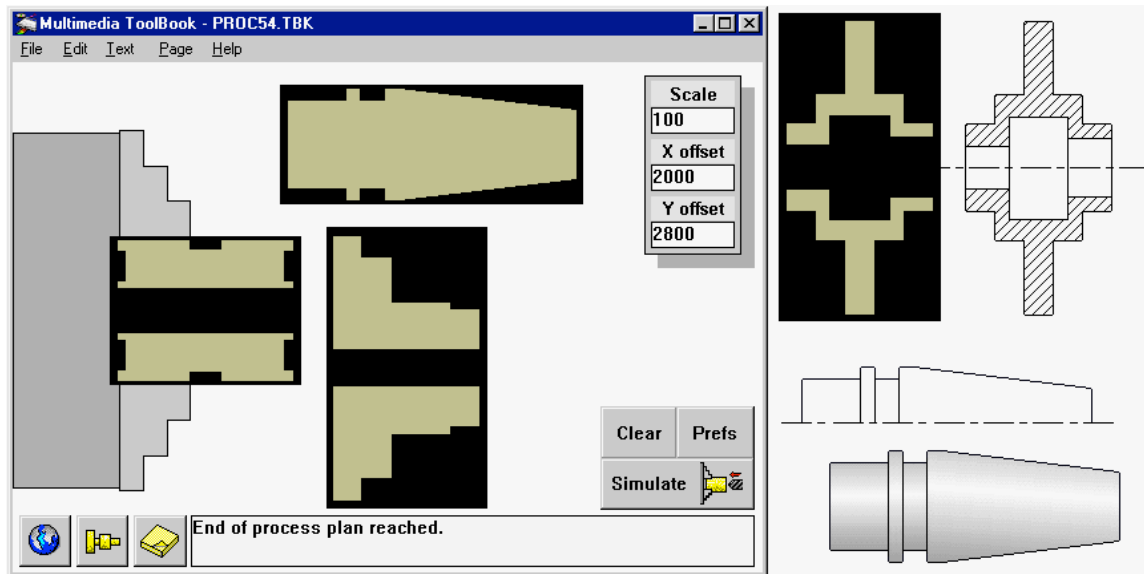 Multimedia ToolBook - PROC54.TBK
File Edit Text Page Help
Scale
100
X offset
2000
Y offset
2800
Clear Prefs
Simulate
End of process plan reached.